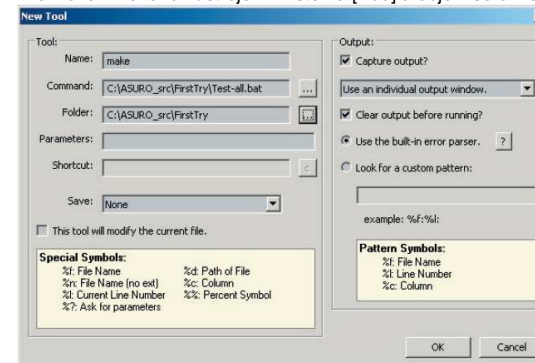 New Tool
Tool:
Name: make
Command: C:\ASURO_src\FirstTry\Test-all.bat ...
Folder: C:\ASURO_src\FirstTry ...
Parameters:
Shortcut: c
Save: None
This tool will modify the current file.
Special Symbols:
%f: File Name %d: Path of File
%n: File Name (no ext) %c: Column
%l: Current Line Number %%: Percent Symbol
%?: Ask for parameters
Output:
Capture output?
Use an individual output window.
Clear output before running?
Use the built-in error parser. ?
Look for a custom pattern:
example: %f:%l:
Pattern Symbols:
%f: File Name
%l: Line Number
%c: Column
OK Cancel